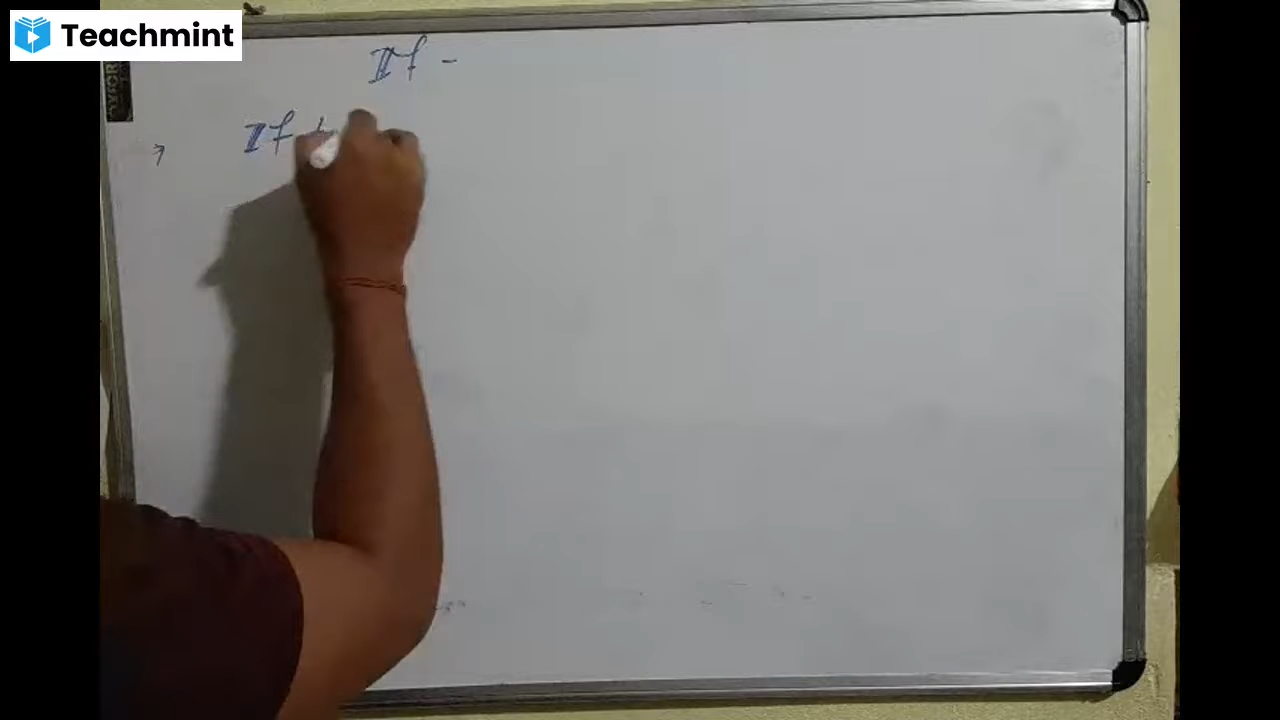 Teachmint
If -
→ If